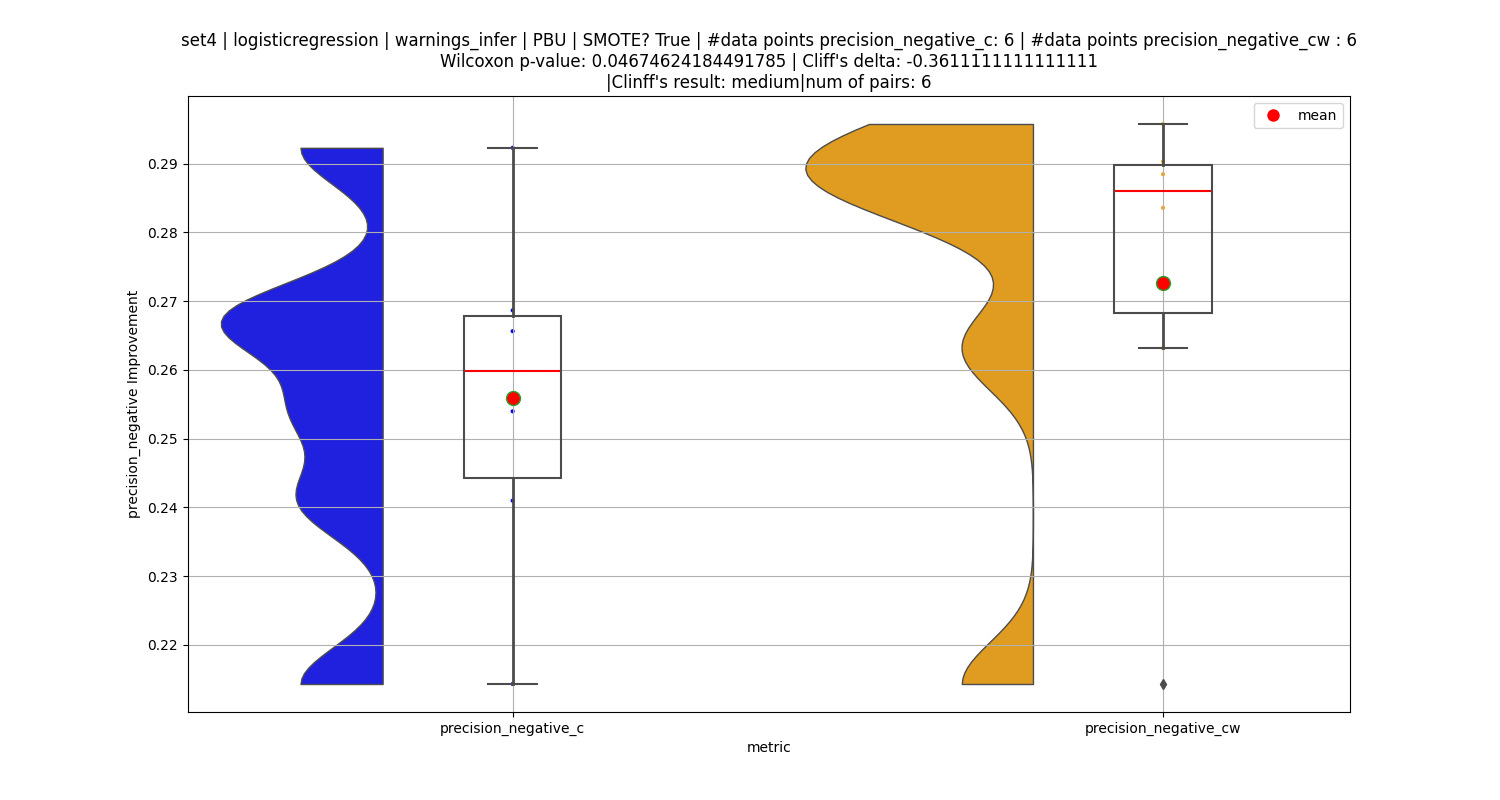 set4 | logisticregression | warnings_infer | PBU | SMOTE? True | #data points precision_negative_c: 6 | #data points precision_negative_cw : 6
Wilcoxon p-value: 0.04674624184491785 | Cliff's delta: -0.3611111111111111
|Clinff's result: medium|num of pairs: 6
mean
0.29
0.28
0.27
0.26
0.25
0.24
0.23
0.22
precision_negative Improvement
precision_negative_c
precision_negative_cw
metric